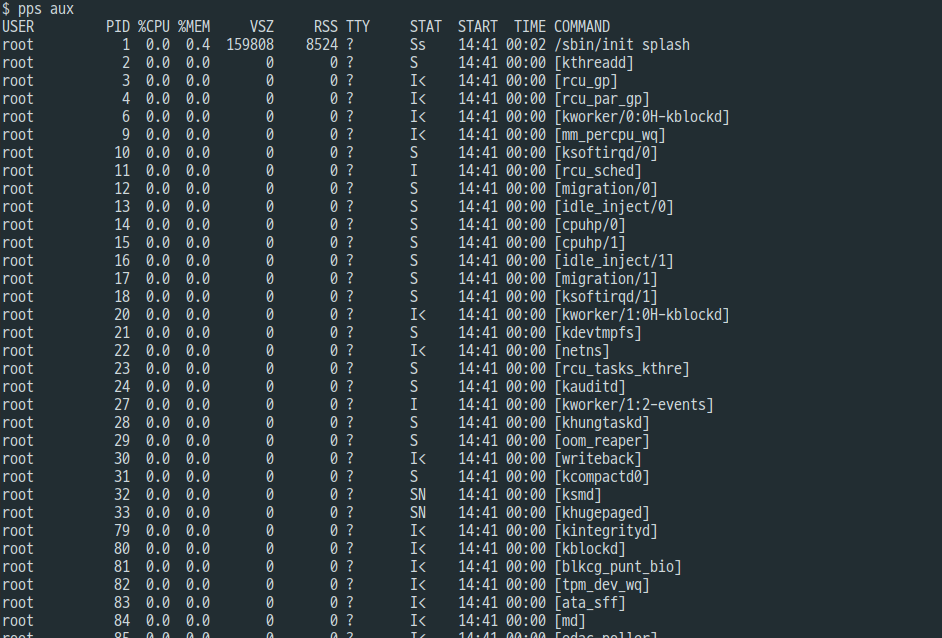 $ pps aux
USER         PID %CPU %MEM    VSZ     RSS TTY     STAT  START  TIME COMMAND
root           1  0.0  0.4 159808    8524 ?       Ss    14:41 00:02 /sbin/init splash
root           2  0.0  0.0      0       0 ?       S     14:41 00:00 [kthreadd]
root           3  0.0  0.0      0       0 ?       I<    14:41 00:00 [rcu_gp]
root           4  0.0  0.0      0       0 ?       I<    14:41 00:00 [rcu_par_gp]
root           6  0.0  0.0      0       0 ?       I<    14:41 00:00 [kworker/0:0H-kblockd]
root           9  0.0  0.0      0       0 ?       I<    14:41 00:00 [mm_percpu_wq]
root          10  0.0  0.0      0       0 ?       S     14:41 00:00 [ksoftirqd/0]
root          11  0.0  0.0      0       0 ?       I     14:41 00:00 [rcu_sched]
root          12  0.0  0.0      0       0 ?       S     14:41 00:00 [migration/0]
root          13  0.0  0.0      0       0 ?       S     14:41 00:00 [idle_inject/0]
root          14  0.0  0.0      0       0 ?       S     14:41 00:00 [cpuhp/0]
root          15  0.0  0.0      0       0 ?       S     14:41 00:00 [cpuhp/1]
root          16  0.0  0.0      0       0 ?       S     14:41 00:00 [idle_inject/1]
root          17  0.0  0.0      0       0 ?       S     14:41 00:00 [migration/1]
root          18  0.0  0.0      0       0 ?       S     14:41 00:00 [ksoftirqd/1]
root          20  0.0  0.0      0       0 ?       I<    14:41 00:00 [kworker/1:0H-kblockd]
root          21  0.0  0.0      0       0 ?       S     14:41 00:00 [kdevtmpfs]
root          22  0.0  0.0      0       0 ?       I<    14:41 00:00 [netns]
root          23  0.0  0.0      0       0 ?       S     14:41 00:00 [rcu_tasks_kthre]
root          24  0.0  0.0      0       0 ?       S     14:41 00:00 [kauditd]
root          27  0.0  0.0      0       0 ?       I     14:41 00:00 [kworker/1:2-events]
root          28  0.0  0.0      0       0 ?       S     14:41 00:00 [khungtaskd]
root          29  0.0  0.0      0       0 ?       S     14:41 00:00 [oom_reaper]
root          30  0.0  0.0      0       0 ?       I<    14:41 00:00 [writeback]
root          31  0.0  0.0      0       0 ?       S     14:41 00:00 [kcompactd0]
root          32  0.0  0.0      0       0 ?       SN    14:41 00:00 [ksmd]
root          33  0.0  0.0      0       0 ?       SN    14:41 00:00 [khugepaged]
root          79  0.0  0.0      0       0 ?       I<    14:41 00:00 [kintegrityd]
root          80  0.0  0.0      0       0 ?       I<    14:41 00:00 [kblockd]
root          81  0.0  0.0      0       0 ?       I<    14:41 00:00 [blkcg_punt_bio]
root          82  0.0  0.0      0       0 ?       I<    14:41 00:00 [tpm_dev_wq]
root          83  0.0  0.0      0       0 ?       I<    14:41 00:00 [ata_sff]
root          84  0.0  0.0      0       0 ?       I<    14:41 00:00 [md]